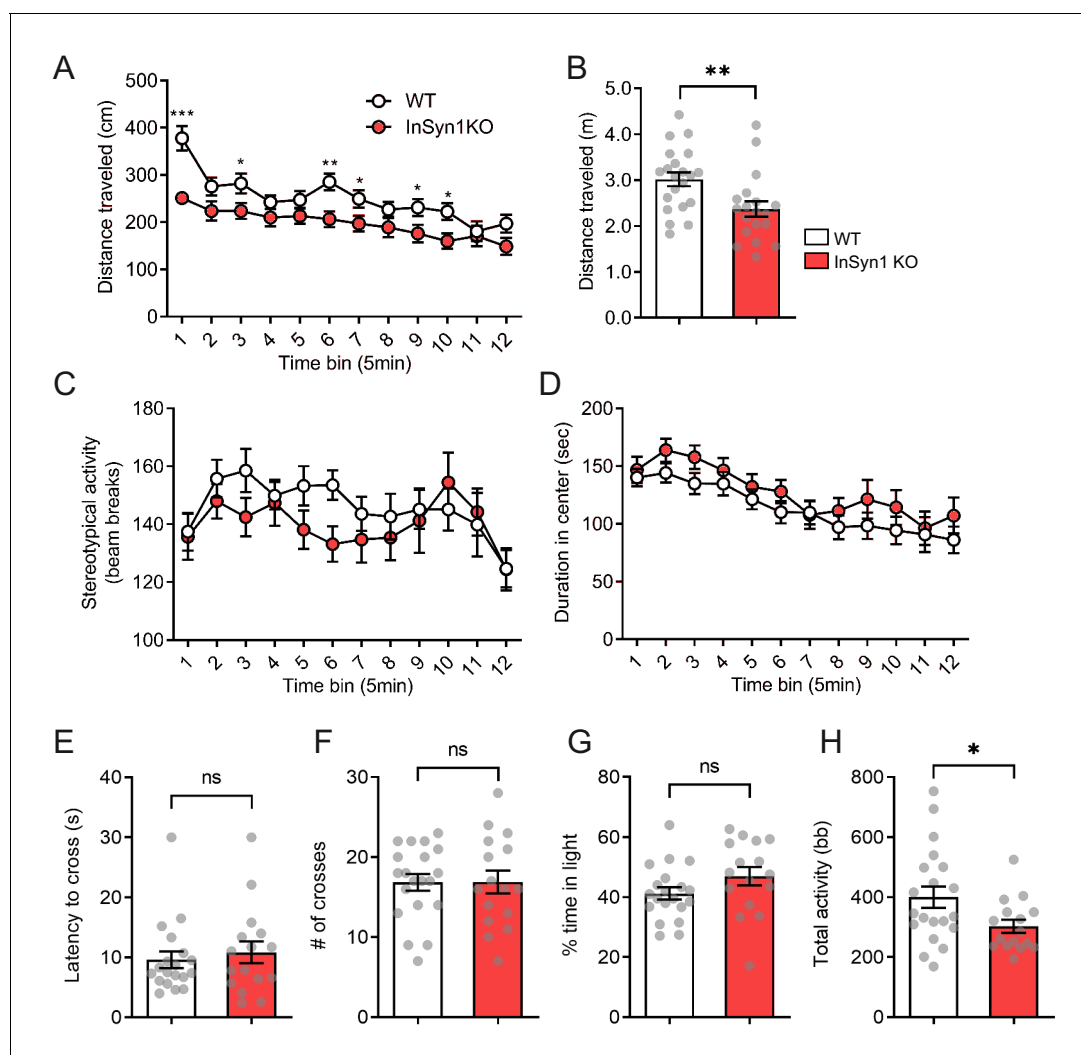 A
Distance traveled (cm)
500
400
300
200
100
0
***
*
**
*
*
*
WT
InSyn1KO
1 2 3 4 5 6 7 8 9 10 11 12
Time bin (5min)
B
Distance traveled (m)
5.0
4.0
3.0
2.0
1.0
0
**
WT
InSyn1 KO
C
Stereotypical activity
(beam breaks)
180
160
140
120
100
1 2 3 4 5 6 7 8 9 10 11 12
Time bin (5min)
D
Duration in center (sec)
200
150
100
50
0
1 2 3 4 5 6 7 8 9 10 11 12
Time bin (5min)
E
Latency to cross (s)
40
30
20
10
0
ns
F
# of crosses
30
20
10
0
ns
G
% time in light
80
60
40
20
0
ns
H
Total activity (bb)
800
600
400
200
0
*